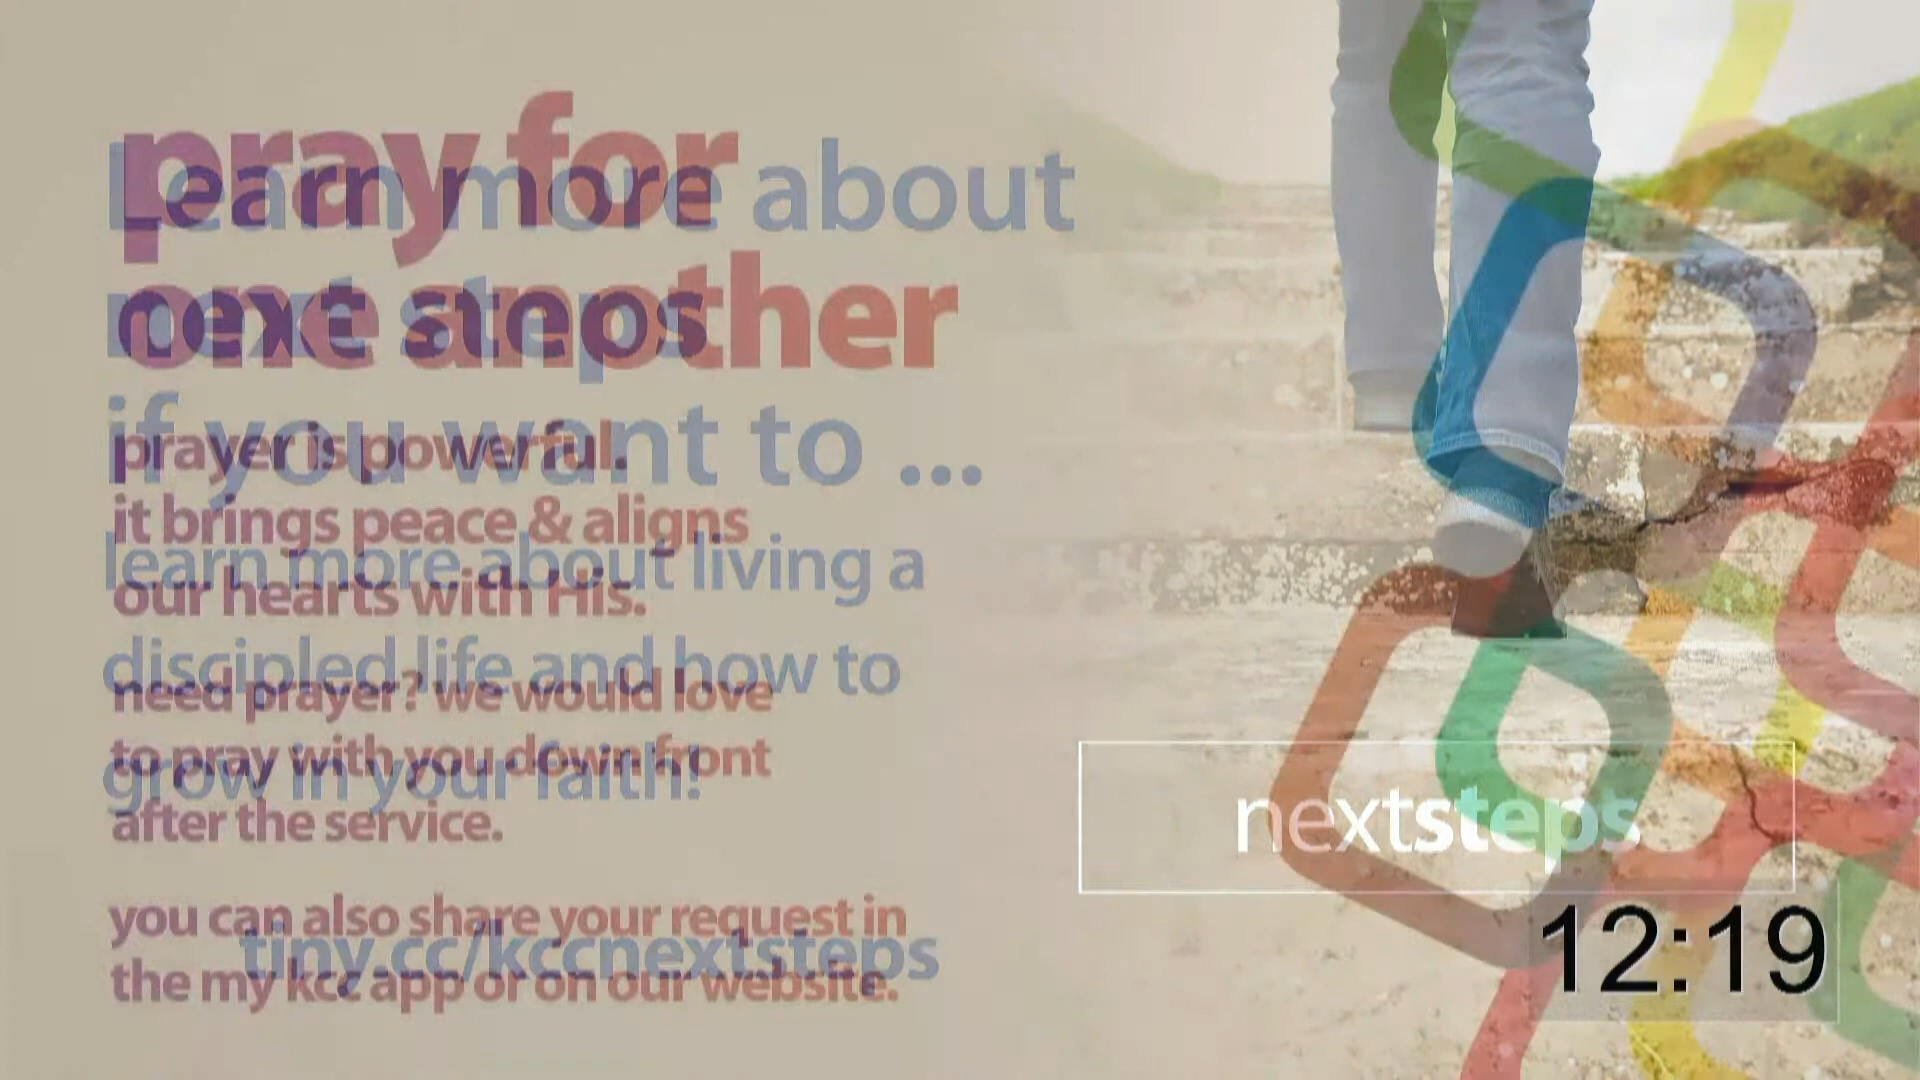 pray for
one another
prayer is powerful.
it brings peace & aligns
our hearts with His.
need prayer? we would love
to pray with you down front
after the service.
you can also share your request in
the my kcc app or on our website.
Learn more about
next steps
if you want to ...
learn more about living a
discipled life and how to
grow in your faith!
tiny.cc/kccnextsteps
nextsteps
12:19